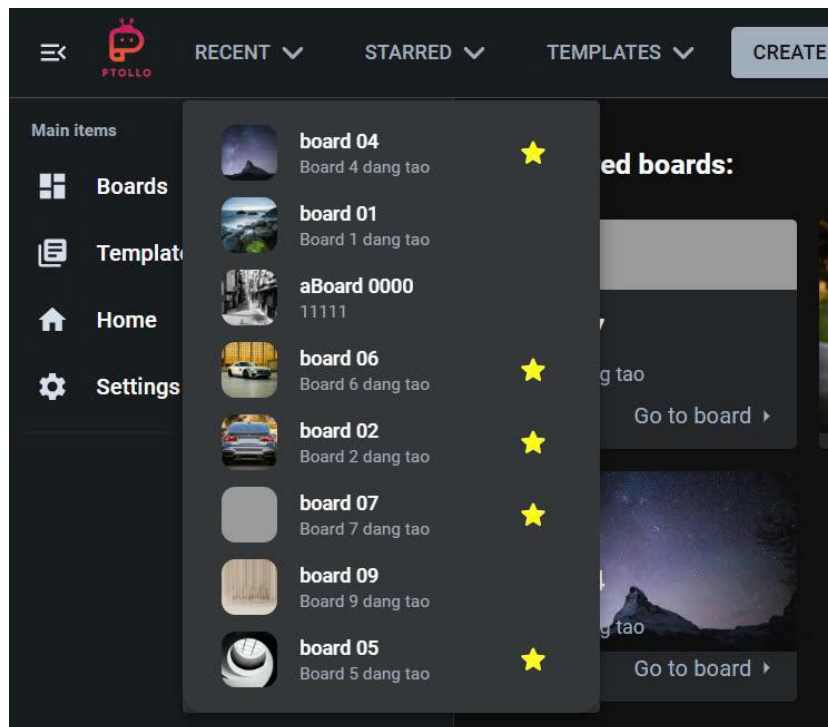 PTOLLO
RECENT
STARRED
TEMPLATES
CREATE
Main items
Boards
Templat
Home
Settings
board 04
Board 4 dang tao
board 01
Board 1 dang tao
aBoard 0000
11111
board 06
Board 6 dang tao
board 02
Board 2 dang tao
board 07
Board 7 dang tao
board 09
Board 9 dang tao
board 05
Board 5 dang tao
ed boards:
g tao
Go to board
g tao
Go to board